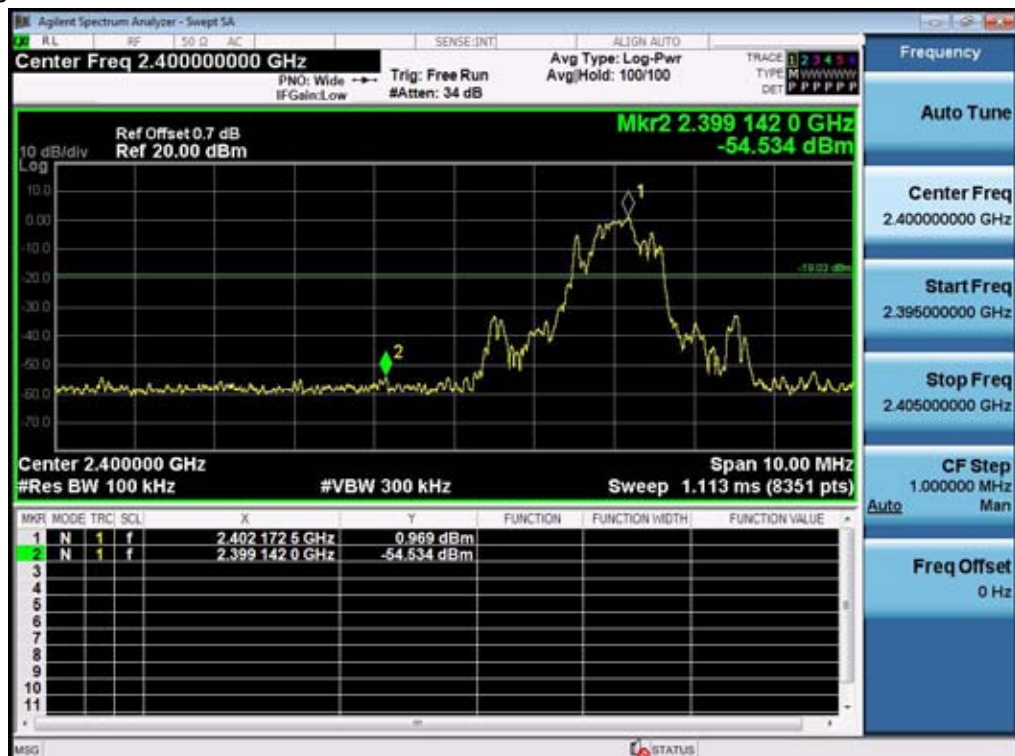 Agilent Spectrum Analyzer - Swept SA
RL RF 50 Ω AC SENSE:INT ALIGN AUTO
Center Freq 2.400000000 GHz
PNO: Wide
IFGain:Low
Trig: Free Run
#Atten: 34 dB
Avg Type: Log-Pwr
Avg|Hold: 100/100
TRACE 1 2 3 4 5 6
TYPE M WWWWW
DET P P P P P P
Mkr2 2.399 142 0 GHz
-54.534 dBm
Ref Offset 0.7 dB
10 dB/div Ref 20.00 dBm
Log
10.0
0.00
-10.0
-20.0
-30.0
-40.0
-50.0
-60.0
-70.0
1
-19.03 dBm
2
Center 2.400000 GHz Span 10.00 MHz
#Res BW 100 kHz #VBW 300 kHz Sweep 1.113 ms (8351 pts)
MKR MODE TRC SCL X Y FUNCTION FUNCTION WIDTH FUNCTION VALUE
1 N 1 f 2.402 172 5 GHz 0.969 dBm
2 N 1 f 2.399 142 0 GHz -54.534 dBm
3
4
5
6
7
8
9
10
11
MSG STATUS
Frequency
Auto Tune
Center Freq
2.400000000 GHz
Start Freq
2.395000000 GHz
Stop Freq
2.405000000 GHz
CF Step
1.000000 MHz
Auto Man
Freq Offset
0 Hz